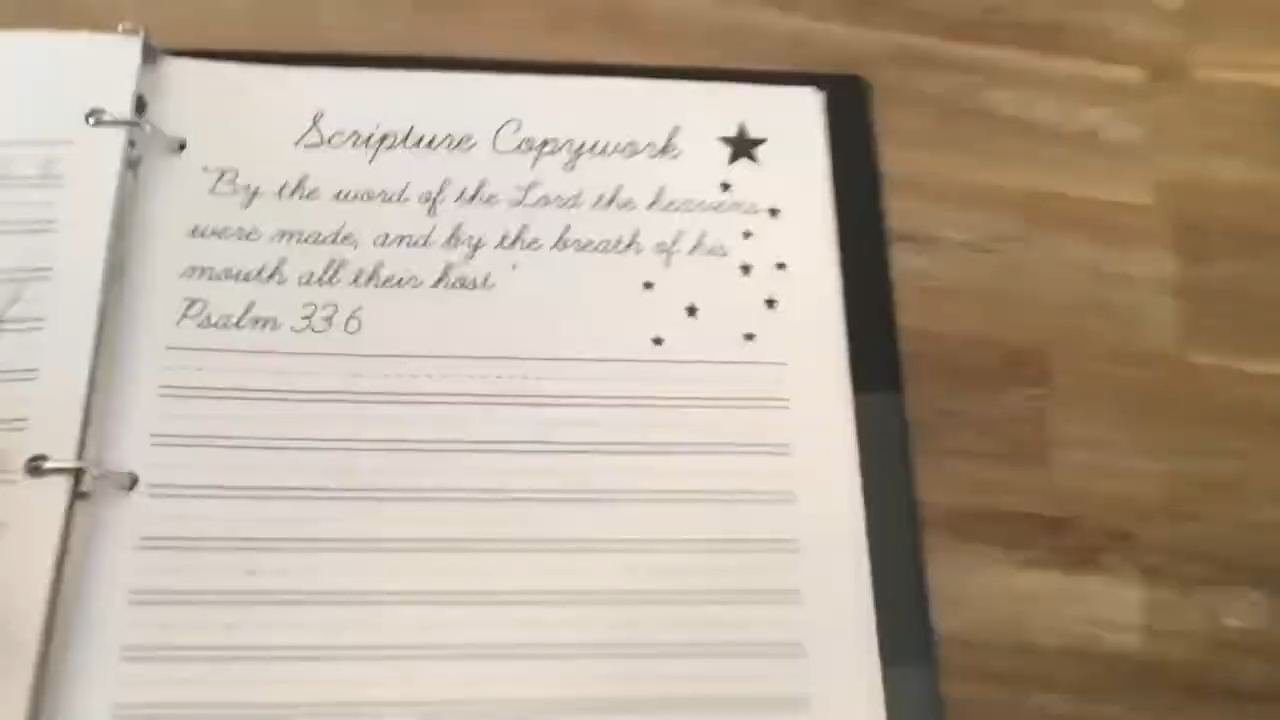 Scripture Copywork
"By the word of the Lord the heavens
were made, and by the breath of his
mouth all their host"
Psalm 33:6